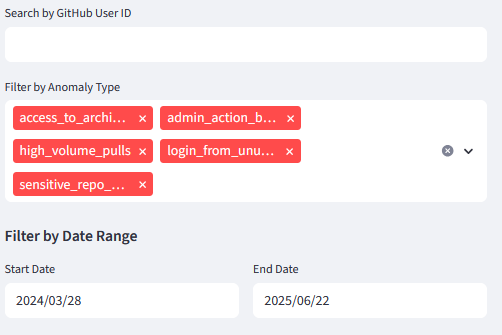 Search by GitHub User ID
Filter by Anomaly Type
access_to_archi... × admin_action_b... ×
high_volume_pulls × login_from_unu... ×
sensitive_repo_... ×
Filter by Date Range
Start Date End Date
2024/03/28 2025/06/22